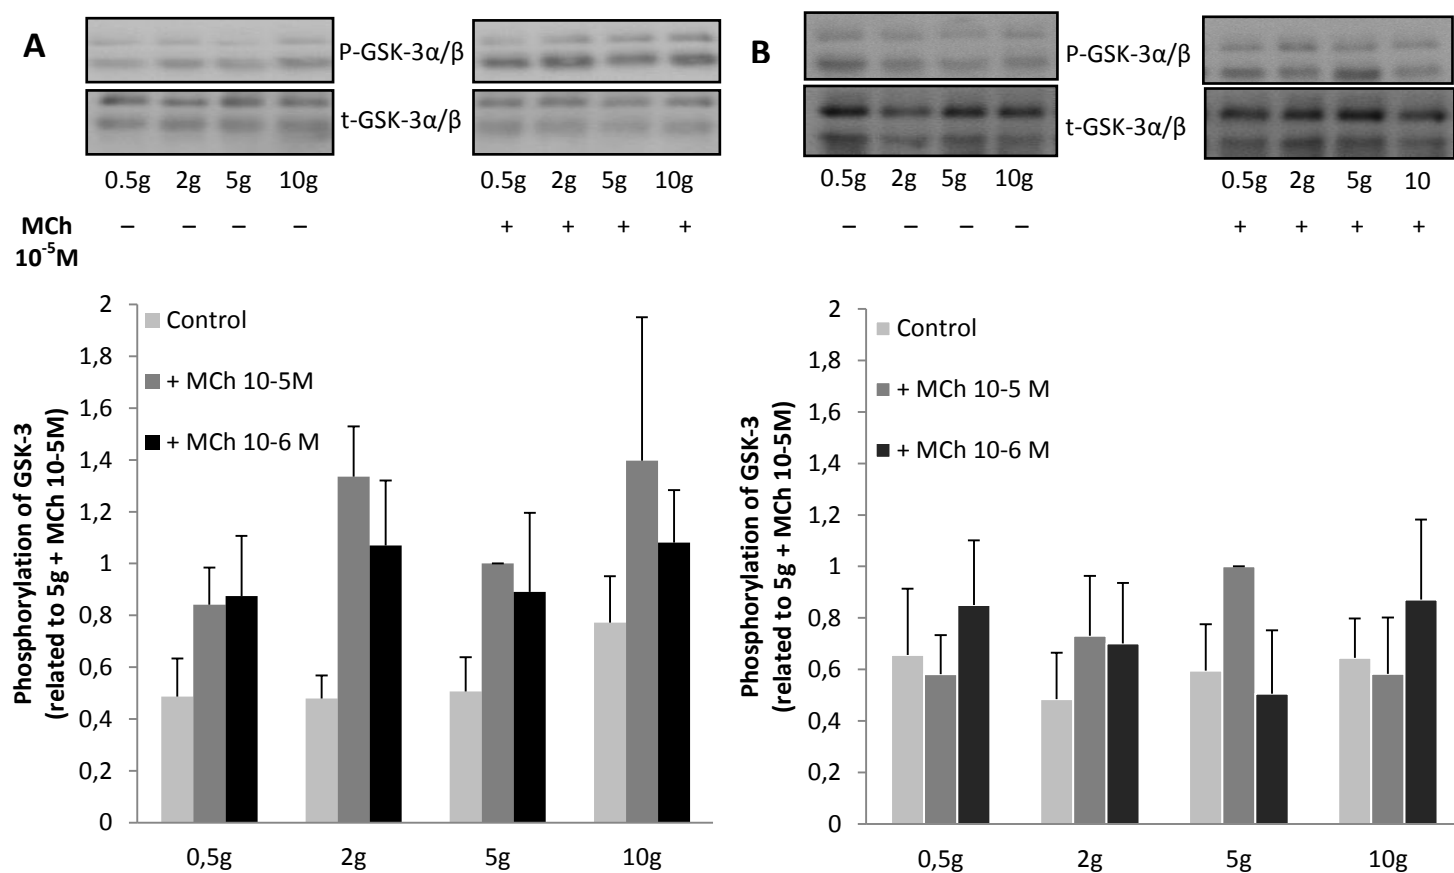 A
P-GSK-3α/β
t-GSK-3α/β
0.5g 2g 5g 10g 0.5g 2g 5g 10g
MCh – – – – + + + +
10⁻⁵M
2
1,8
1,6
1,4
1,2
1
0,8
0,6
0,4
0,2
0
Phosphorylation of GSK-3
(related to 5g + MCh 10-5M)
Control
+ MCh 10-5M
+ MCh 10-6 M
0,5g 2g 5g 10g
B
P-GSK-3α/β
t-GSK-3α/β
0.5g 2g 5g 10g 0.5g 2g 5g 10
– – – – + + + +
2
1,8
1,6
1,4
1,2
1
0,8
0,6
0,4
0,2
0
Phosphorylation of GSK-3
(related to 5g + MCh 10-5M)
Control
+ MCh 10-5 M
+ MCh 10-6 M
0,5g 2g 5g 10g